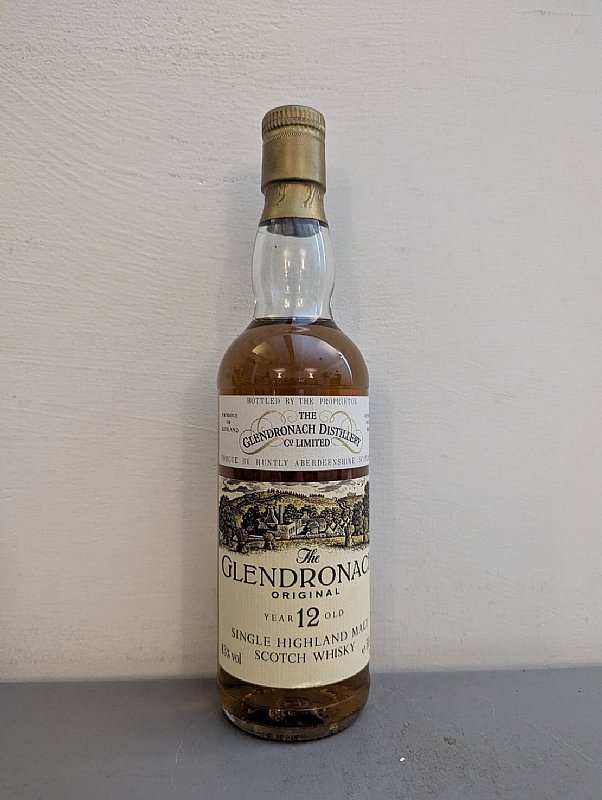 BOTTLED BY THE PROPRIETOR
PRODUCE
OF
SCOTLAND
THE
GLENDRONACH DISTILLERY
Co LIMITED
BY HUNTLY ABERDEENSHIRE
The
GLENDRONAC
ORIGINAL
YEAR 12 OLD
SINGLE HIGHLAND MALT
SCOTCH WHISKY
43% vol
e